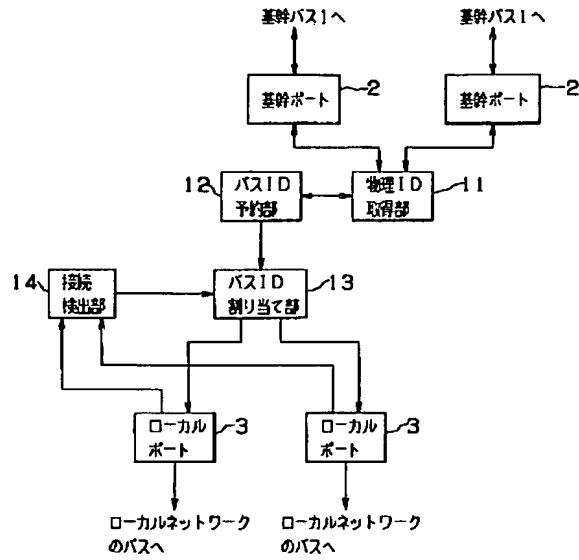 基幹バス1へ
基幹バス1へ
基幹ポート
2
基幹ポート
2
12
バスID
予約部
物理ID
取得部
11
14
接続
検出部
バスID
割り当て部
13
ローカル
ポート
3
ローカル
ポート
3
ローカルネットワーク
のバスへ
ローカルネットワーク
のバスへ